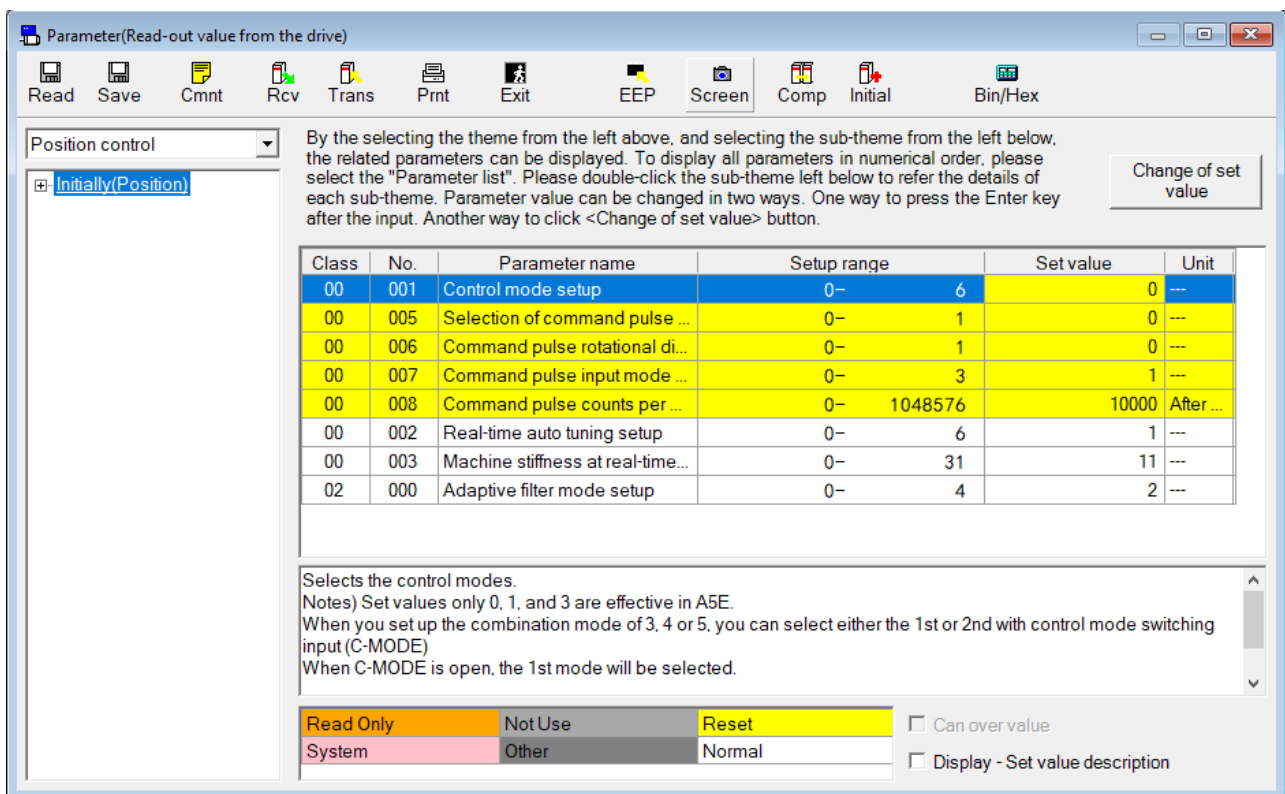 Parameter(Read-out value from the drive)
Read Save Cmnt Rcv Trans Prnt Exit EEP Screen Comp Initial Bin/Hex
Position control
Initially(Position)
By the selecting the theme from the left above, and selecting the sub-theme from the left below,
the related parameters can be displayed. To display all parameters in numerical order, please
select the "Parameter list". Please double-click the sub-theme left below to refer the details of
each sub-theme. Parameter value can be changed in two ways. One way to press the Enter key
after the input. Another way to click <Change of set value> button.
Change of set
value
Class No. Parameter name Setup range Set value Unit
00 001 Control mode setup 0– 6 0 ---
00 005 Selection of command pulse ... 0– 1 0 ---
00 006 Command pulse rotational di... 0– 1 0 ---
00 007 Command pulse input mode ... 0– 3 1 ---
00 008 Command pulse counts per ... 0– 1048576 10000 After ...
00 002 Real-time auto tuning setup 0– 6 1 ---
00 003 Machine stiffness at real-time... 0– 31 11 ---
02 000 Adaptive filter mode setup 0– 4 2 ---
Selects the control modes.
Notes) Set values only 0, 1, and 3 are effective in A5E.
When you set up the combination mode of 3, 4 or 5, you can select either the 1st or 2nd with control mode switching
input (C-MODE)
When C-MODE is open, the 1st mode will be selected.
Read Only Not Use Reset
System Other Normal
Can over value
Display - Set value description